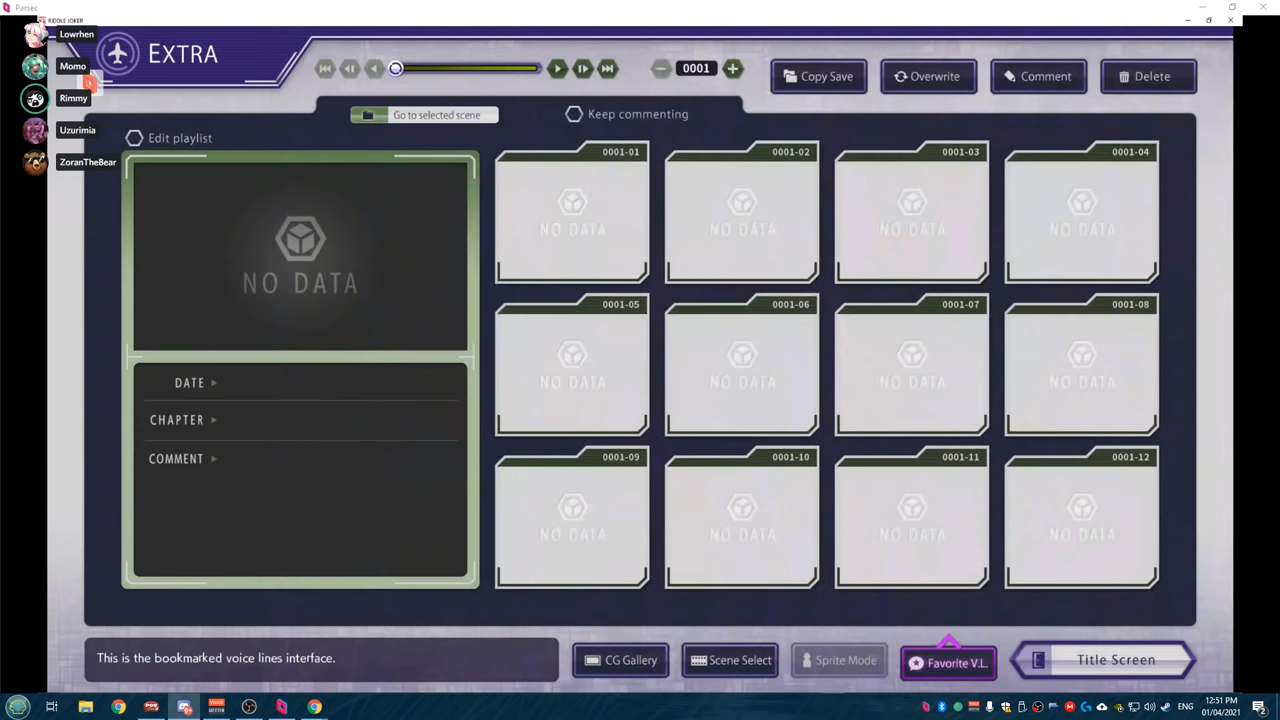 Parsec
RIDDLE JOKER
Lowrhen
Momo
Rimmy
Uzurimia
ZoranTheBear
EXTRA
0001
Copy Save
Overwrite
Comment
Delete
Go to selected scene
Keep commenting
Edit playlist
NO DATA
DATE
CHAPTER
COMMENT
0001-01
0001-02
0001-03
0001-04
NO DATA
NO DATA
NO DATA
NO DATA
0001-05
0001-06
0001-07
0001-08
NO DATA
NO DATA
NO DATA
NO DATA
0001-09
0001-10
0001-11
0001-12
NO DATA
NO DATA
NO DATA
NO DATA
This is the bookmarked voice lines interface.
CG Gallery
Scene Select
Sprite Mode
Favorite V.L.
Title Screen
ENG
12:51 PM
01/04/2021